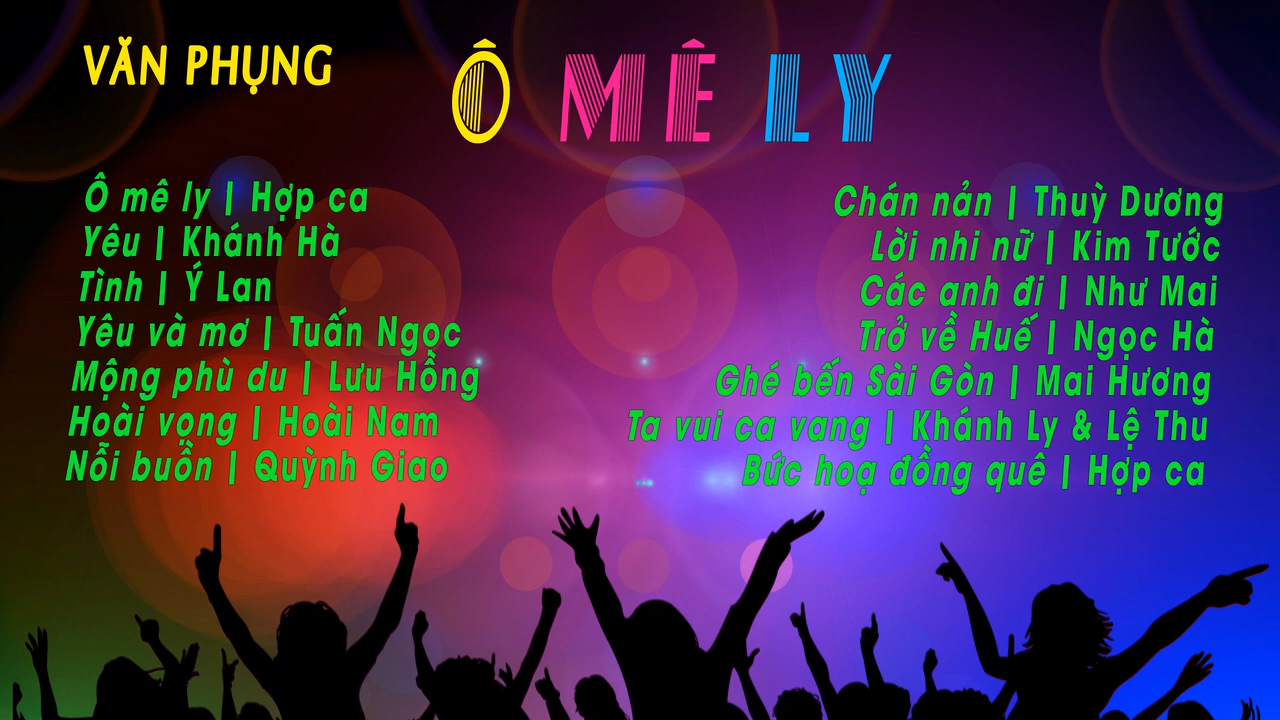 VĂN PHỤNG
Ô MÊ LY
Ô mê ly | Hợp ca
Yêu | Khánh Hà
Tình | Ý Lan
Yêu và mơ | Tuấn Ngọc
Mộng phù du | Lưu Hồng
Hoài vọng | Hoài Nam
Nỗi buồn | Quỳnh Giao
Chán nản | Thuỳ Dương
Lời nhi nữ | Kim Tước
Các anh đi | Như Mai
Trở về Huế | Ngọc Hà
Ghé bến Sài Gòn | Mai Hương
Ta vui ca vang | Khánh Ly & Lệ Thu
Bức hoạ đồng quê | Hợp ca